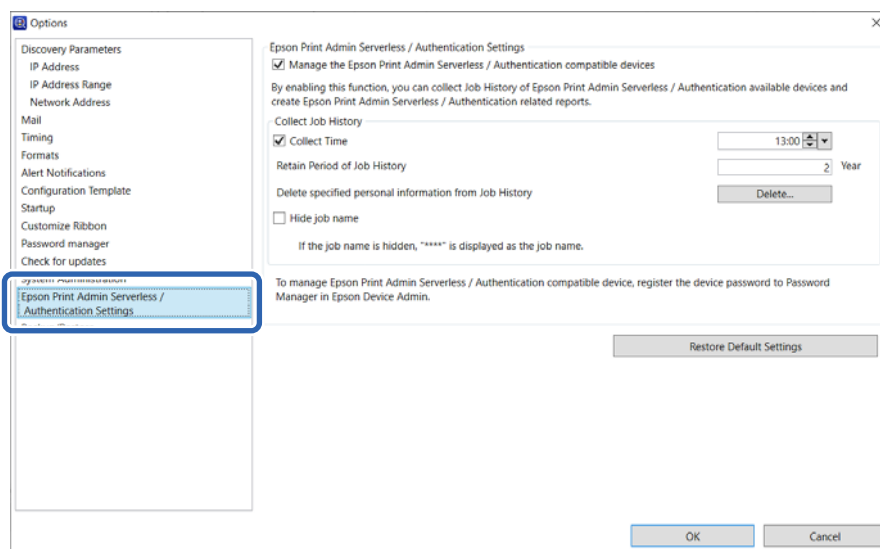 Options
Discovery Parameters
IP Address
IP Address Range
Network Address
Mail
Timing
Formats
Alert Notifications
Configuration Template
Startup
Customize Ribbon
Password manager
Check for updates
System Administration
Epson Print Admin Serverless /
Authentication Settings
Epson Print Admin Serverless / Authentication Settings
Manage the Epson Print Admin Serverless / Authentication compatible devices
By enabling this function, you can collect Job History of Epson Print Admin Serverless / Authentication available devices and
create Epson Print Admin Serverless / Authentication related reports.
Collect Job History
Collect Time 13:00
Retain Period of Job History 2 Year
Delete specified personal information from Job History Delete...
Hide job name
If the job name is hidden, "****" is displayed as the job name.
To manage Epson Print Admin Serverless / Authentication compatible device, register the device password to Password
Manager in Epson Device Admin.
Restore Default Settings
OK Cancel